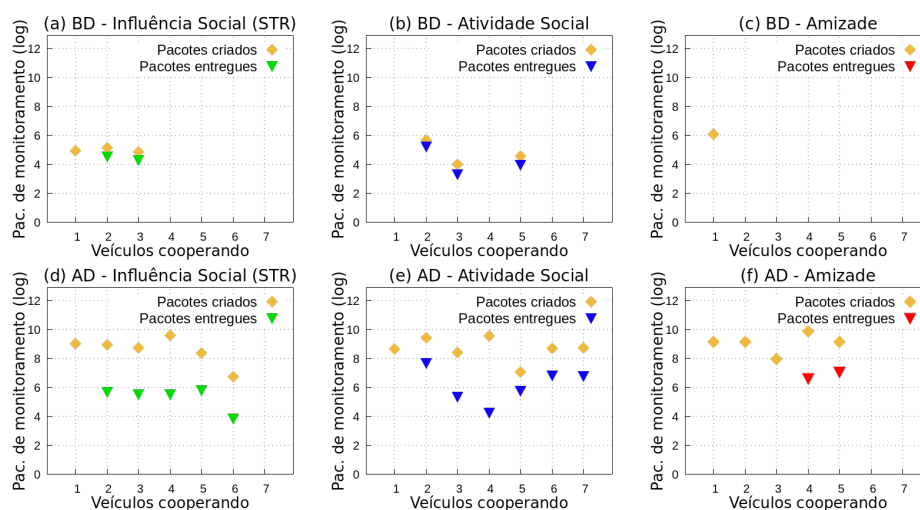 (a) BD - Influência Social (STR)
Pac. de monitoramento (log)
12
10
8
6
4
2
0
Pacotes criados
Pacotes entregues
1 2 3 4 5 6 7
Veículos cooperando
(b) BD - Atividade Social
Pac. de monitoramento (log)
12
10
8
6
4
2
0
Pacotes criados
Pacotes entregues
1 2 3 4 5 6 7
Veículos cooperando
(c) BD - Amizade
Pac. de monitoramento (log)
12
10
8
6
4
2
0
Pacotes criados
Pacotes entregues
1 2 3 4 5 6 7
Veículos cooperando
(d) AD - Influência Social (STR)
Pac. de monitoramento (log)
12
10
8
6
4
2
0
Pacotes criados
Pacotes entregues
1 2 3 4 5 6 7
Veículos cooperando
(e) AD - Atividade Social
Pac. de monitoramento (log)
12
10
8
6
4
2
0
Pacotes criados
Pacotes entregues
1 2 3 4 5 6 7
Veículos cooperando
(f) AD - Amizade
Pac. de monitoramento (log)
12
10
8
6
4
2
0
Pacotes criados
Pacotes entregues
1 2 3 4 5 6 7
Veículos cooperando